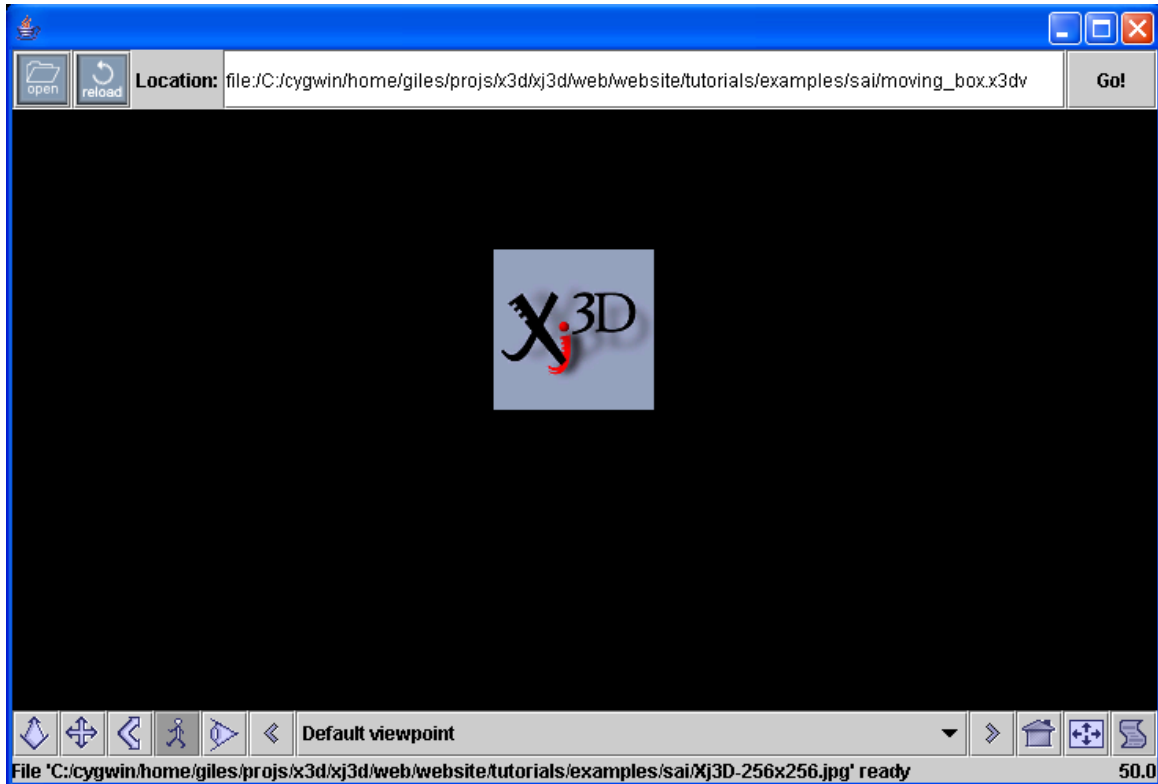 open
reload
Location: file:/C:/cygwin/home/giles/projs/x3d/xj3d/web/website/tutorials/examples/sai/moving_box.x3dv Go!
Xj3D
Default viewpoint
File 'C:/cygwin/home/giles/projs/x3d/xj3d/web/website/tutorials/examples/sai/Xj3D-256x256.jpg' ready 50.0